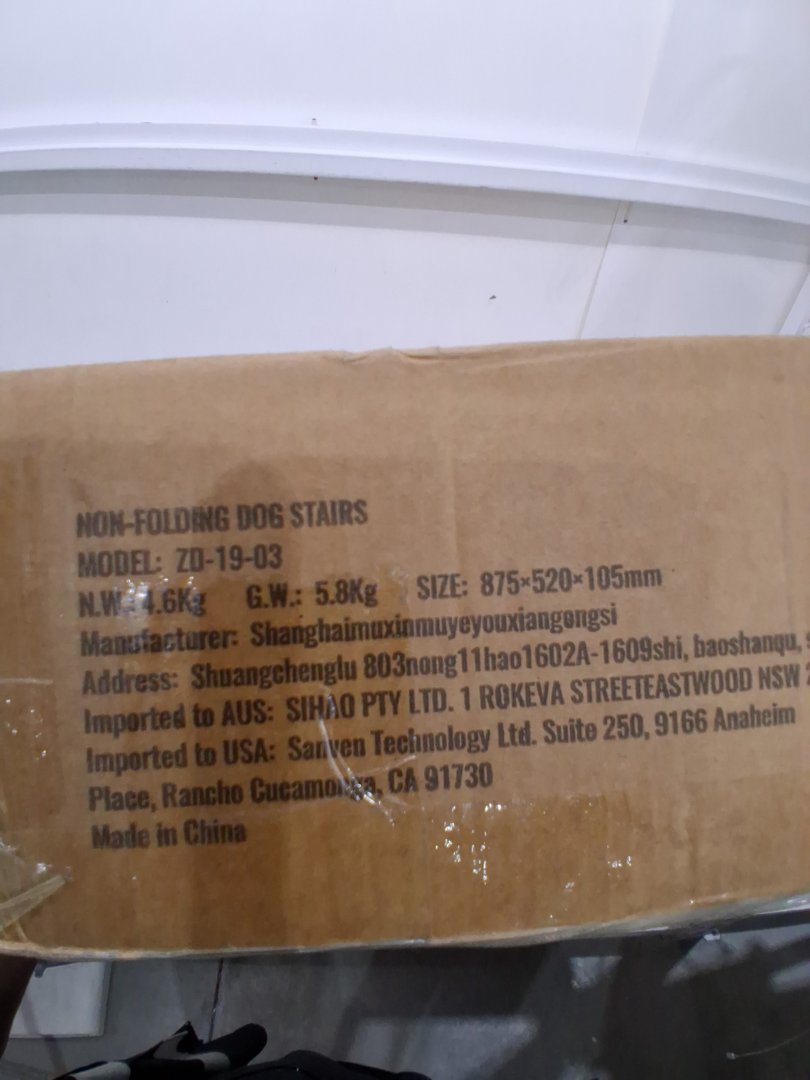 NON-FOLDING DOG STAIRS
MODEL: ZD-19-03
N.W.: 4.6Kg G.W.: 5.8Kg SIZE: 875×520×105mm
Manufacturer: Shanghaimuxinmuyeyouxiangongsi
Address: Shuangchenglu 803nong11hao1602A-1609shi, baoshanqu,
Imported to AUS: SIHAO PTY LTD. 1 ROKEVA STREETEASTWOOD NSW 2
Imported to USA: Sanven Technology Ltd. Suite 250, 9166 Anaheim
Place, Rancho Cucamonga, CA 91730
Made in China